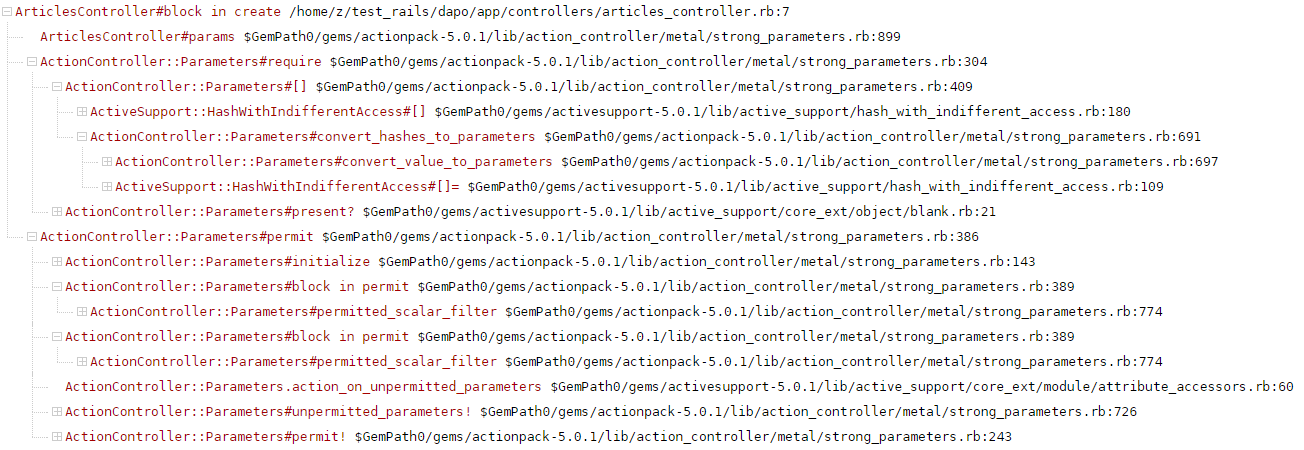 ArticlesController#block in create /home/z/test_rails/dapo/app/controllers/articles_controller.rb:7
ArticlesController#params $GemPath0/gems/actionpack-5.0.1/lib/action_controller/metal/strong_parameters.rb:899
ActionController::Parameters#require $GemPath0/gems/actionpack-5.0.1/lib/action_controller/metal/strong_parameters.rb:304
ActionController::Parameters#[] $GemPath0/gems/actionpack-5.0.1/lib/action_controller/metal/strong_parameters.rb:409
ActiveSupport::HashWithIndifferentAccess#[] $GemPath0/gems/activesupport-5.0.1/lib/active_support/hash_with_indifferent_access.rb:180
ActionController::Parameters#convert_hashes_to_parameters $GemPath0/gems/actionpack-5.0.1/lib/action_controller/metal/strong_parameters.rb:691
ActionController::Parameters#convert_value_to_parameters $GemPath0/gems/actionpack-5.0.1/lib/action_controller/metal/strong_parameters.rb:697
ActiveSupport::HashWithIndifferentAccess#[]= $GemPath0/gems/activesupport-5.0.1/lib/active_support/hash_with_indifferent_access.rb:109
ActionController::Parameters#present? $GemPath0/gems/activesupport-5.0.1/lib/active_support/core_ext/object/blank.rb:21
ActionController::Parameters#permit $GemPath0/gems/actionpack-5.0.1/lib/action_controller/metal/strong_parameters.rb:386
ActionController::Parameters#initialize $GemPath0/gems/actionpack-5.0.1/lib/action_controller/metal/strong_parameters.rb:143
ActionController::Parameters#block in permit $GemPath0/gems/actionpack-5.0.1/lib/action_controller/metal/strong_parameters.rb:389
ActionController::Parameters#permitted_scalar_filter $GemPath0/gems/actionpack-5.0.1/lib/action_controller/metal/strong_parameters.rb:774
ActionController::Parameters#block in permit $GemPath0/gems/actionpack-5.0.1/lib/action_controller/metal/strong_parameters.rb:389
ActionController::Parameters#permitted_scalar_filter $GemPath0/gems/actionpack-5.0.1/lib/action_controller/metal/strong_parameters.rb:774
ActionController::Parameters.action_on_unpermitted_parameters $GemPath0/gems/activesupport-5.0.1/lib/active_support/core_ext/module/attribute_accessors.rb:60
ActionController::Parameters#unpermitted_parameters! $GemPath0/gems/actionpack-5.0.1/lib/action_controller/metal/strong_parameters.rb:726
ActionController::Parameters#permit! $GemPath0/gems/actionpack-5.0.1/lib/action_controller/metal/strong_parameters.rb:243